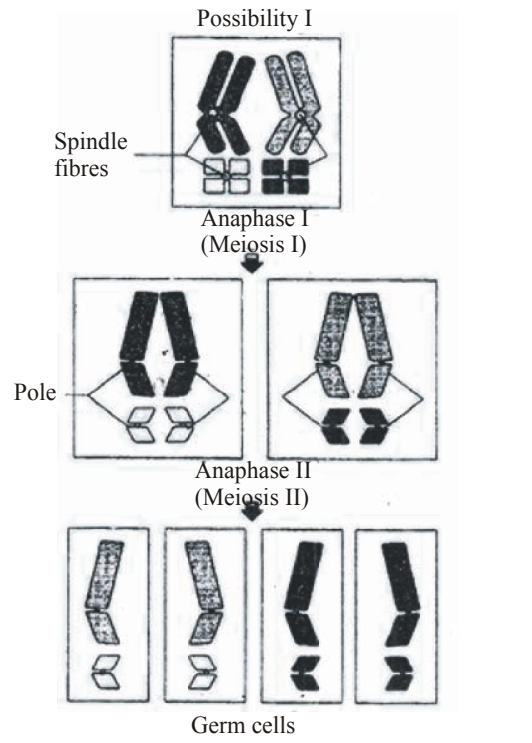 Possibility I
Spindle
fibres
Anaphase I
(Meiosis I)
Pole
Anaphase II
(Meiosis II)
Germ cells